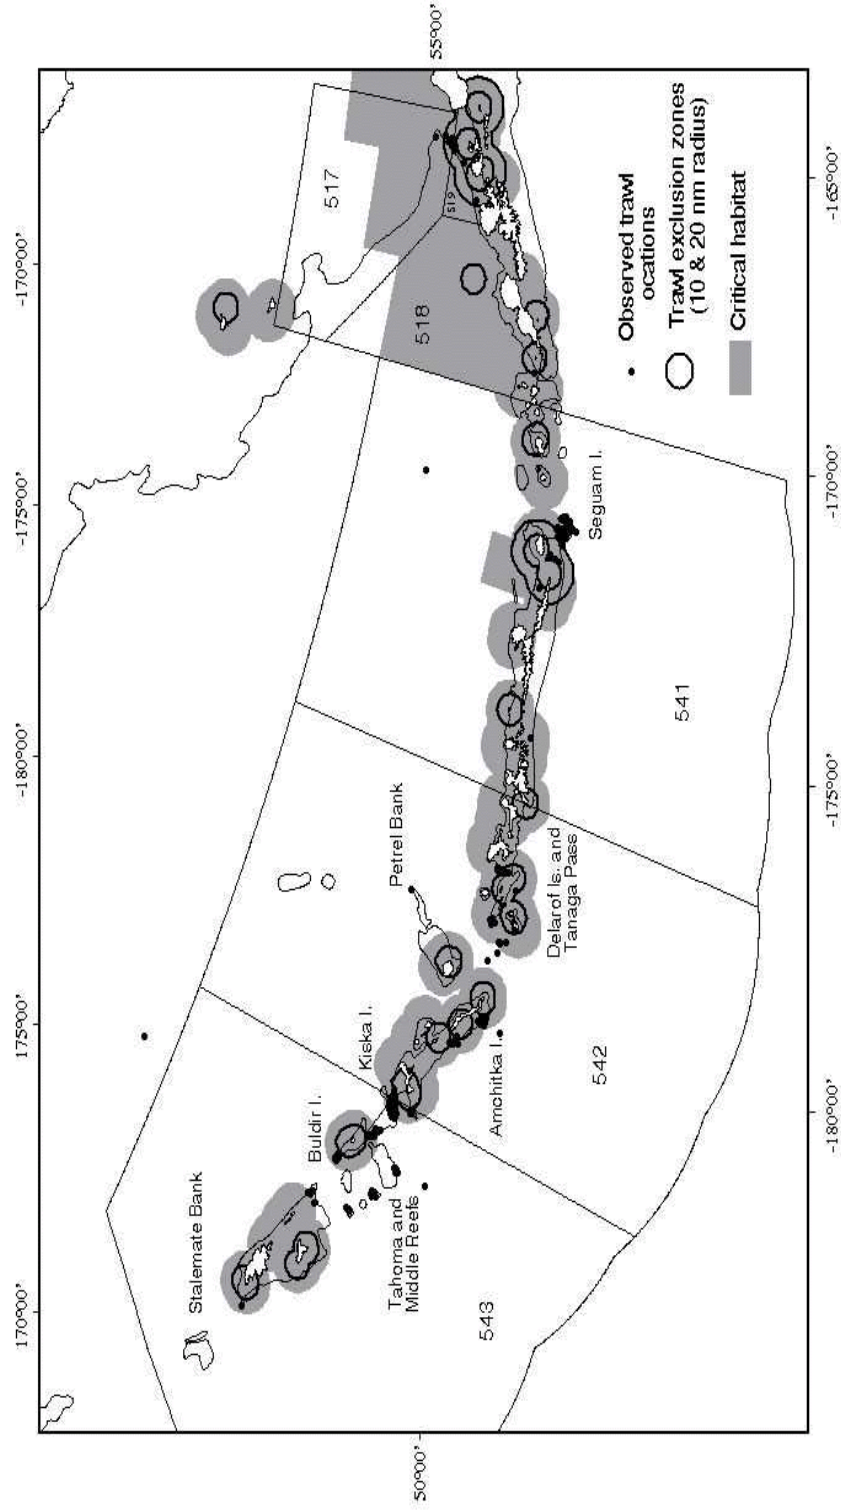 170°00'
175°00'
-180°00'
-175°00'
-170°00'
Stalemate Bank
Buldir I.
517
Kiska I.
Petrel Bank
50°00'
55°00'
Tahoma and
Middle Reefs
518
519
543
Amchitka I.
Delarof Is. and
Tanaga Pass
Seguam I.
542
541
Observed trawl
ocations
Trawl exclusion zones
(10 & 20 nm radius)
Critical habitat
-180°00'
-175°00'
-170°00'
-165°00'